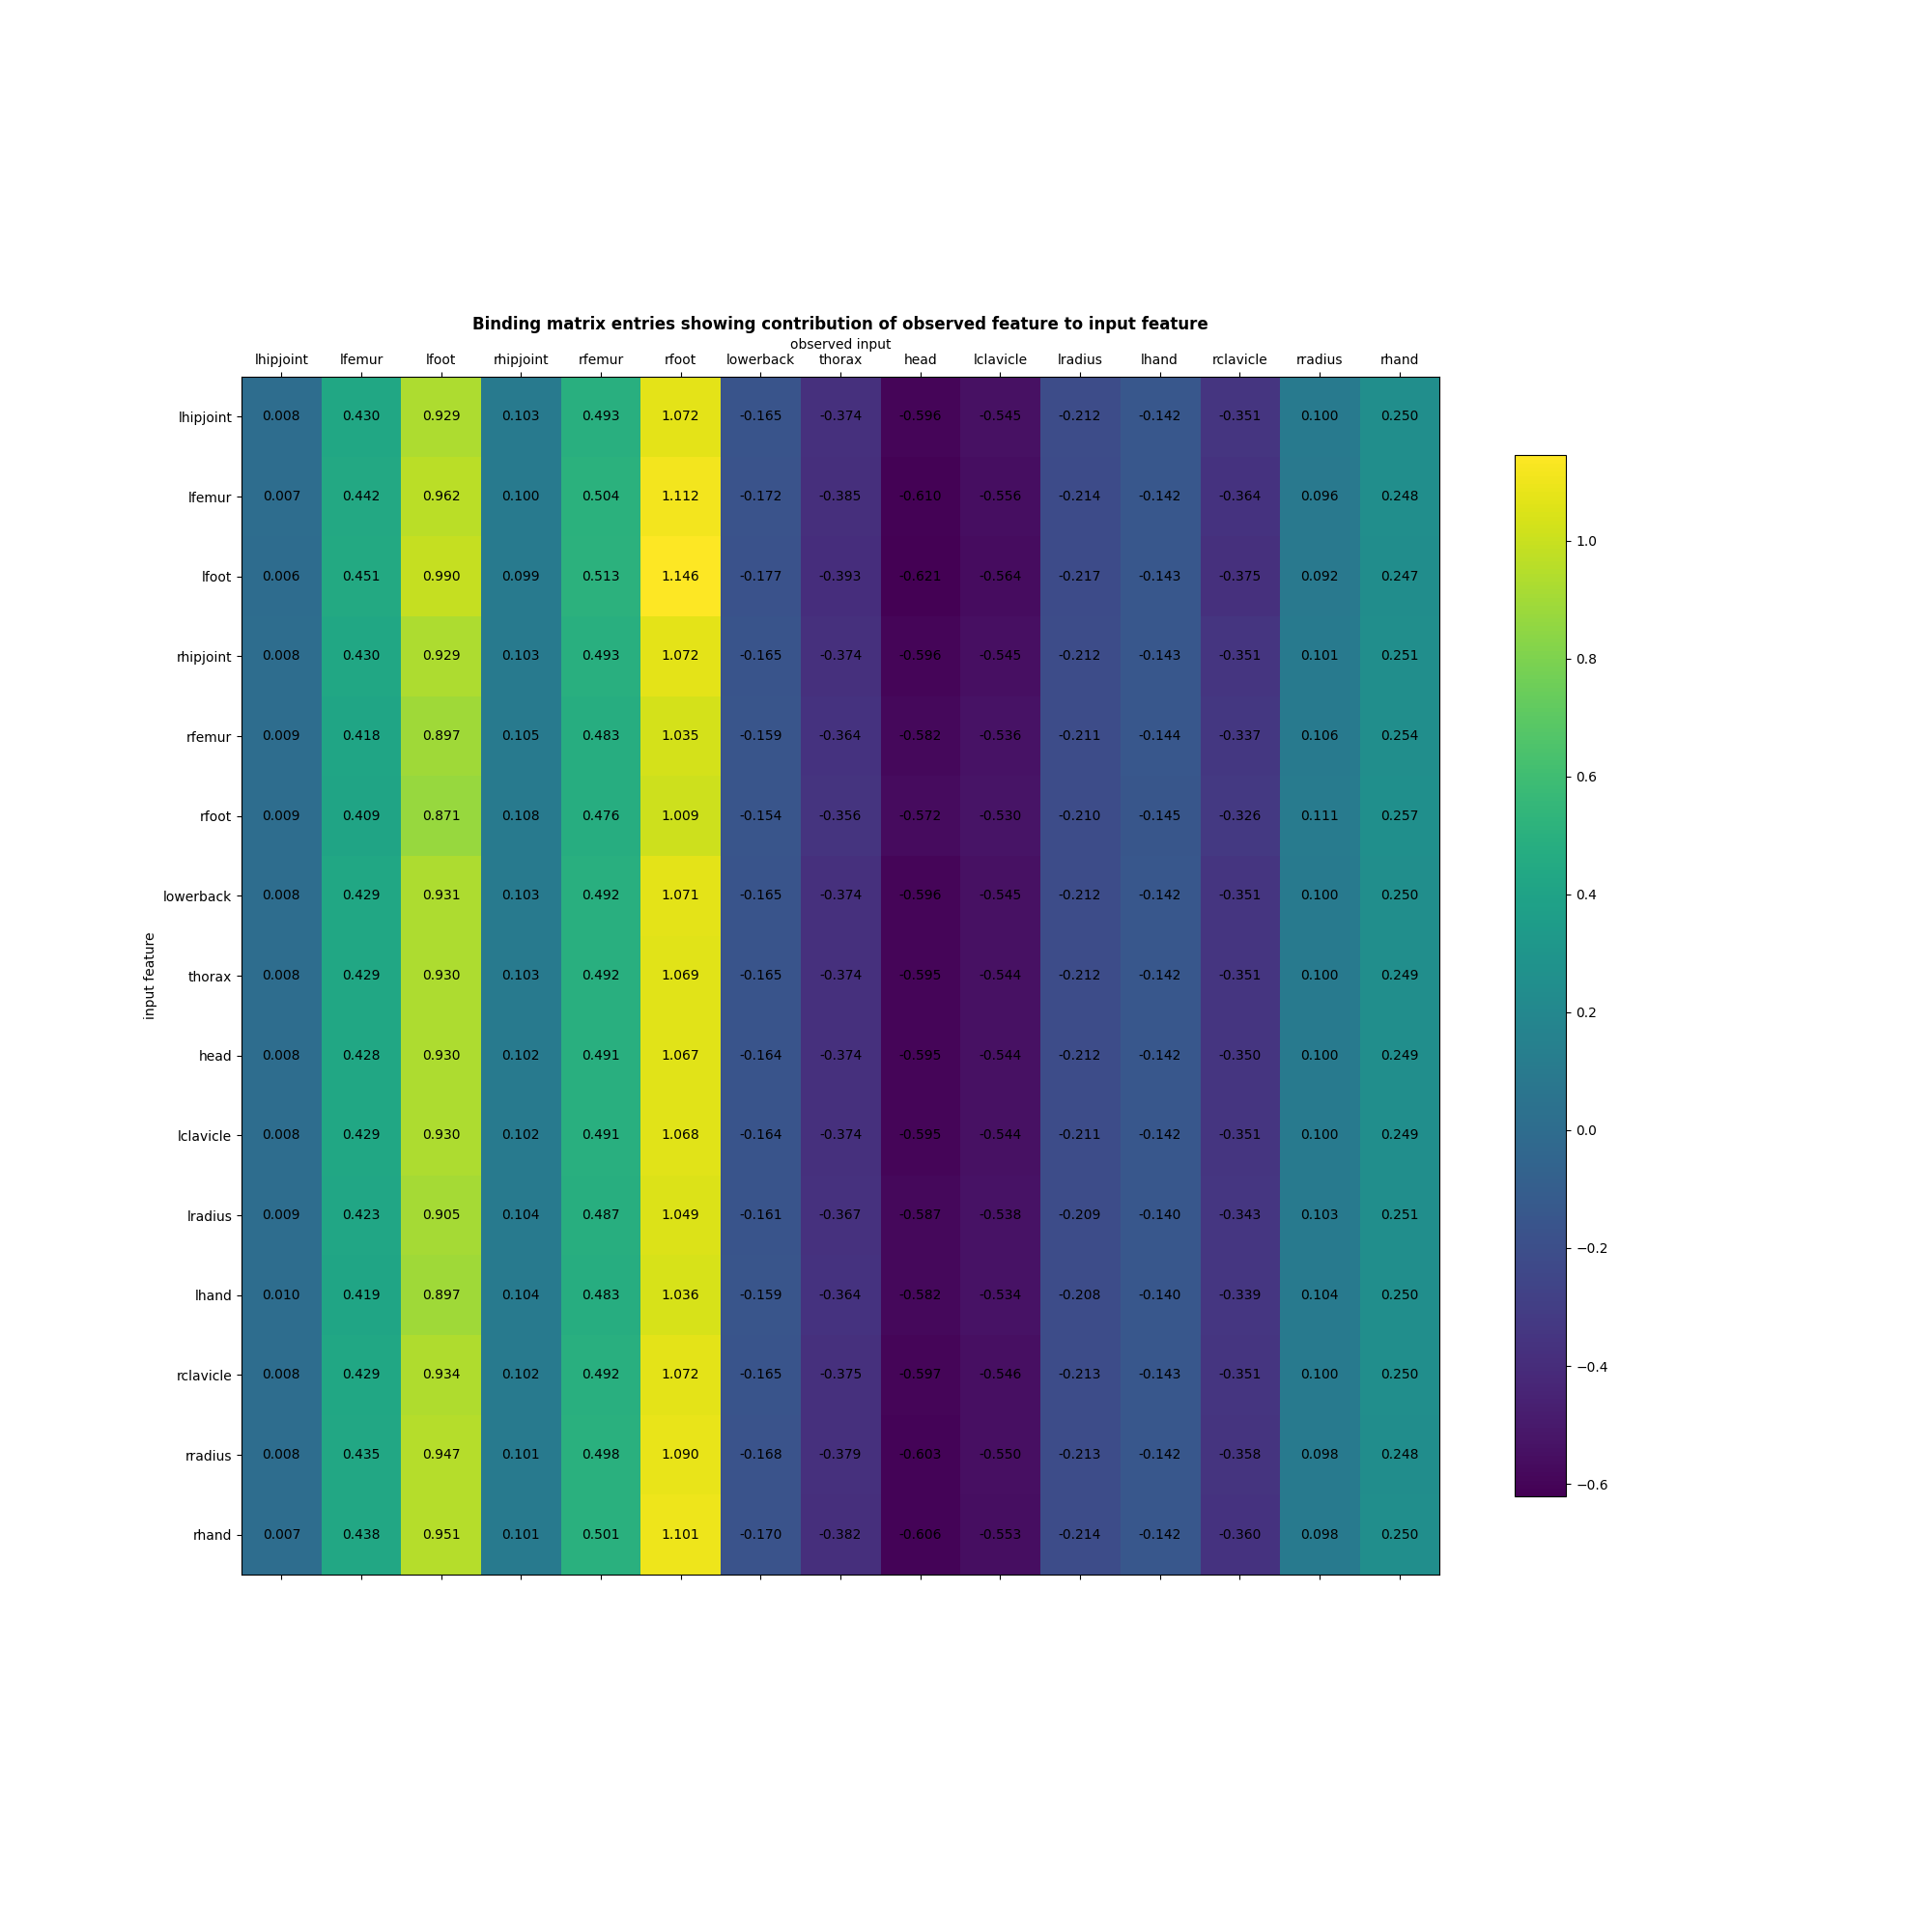 Binding matrix entries showing contribution of observed feature to input feature
observed input
lhipjoint lfemur lfoot rhipjoint rfemur rfoot lowerback thorax head lclavicle lradius lhand rclavicle rradius rhand
lhipjoint 0.008 0.430 0.929 0.103 0.493 1.072 -0.165 -0.374 -0.596 -0.545 -0.212 -0.142 -0.351 0.100 0.250
lfemur 0.007 0.442 0.962 0.100 0.504 1.112 -0.172 -0.385 -0.610 -0.556 -0.214 -0.142 -0.364 0.096 0.248
lfoot 0.006 0.451 0.990 0.099 0.513 1.146 -0.177 -0.393 -0.621 -0.564 -0.217 -0.143 -0.375 0.092 0.247
rhipjoint 0.008 0.430 0.929 0.103 0.493 1.072 -0.165 -0.374 -0.596 -0.545 -0.212 -0.143 -0.351 0.101 0.251
rfemur 0.009 0.418 0.897 0.105 0.483 1.035 -0.159 -0.364 -0.582 -0.536 -0.211 -0.144 -0.337 0.106 0.254
rfoot 0.009 0.409 0.871 0.108 0.476 1.009 -0.154 -0.356 -0.572 -0.530 -0.210 -0.145 -0.326 0.111 0.257
lowerback 0.008 0.429 0.931 0.103 0.492 1.071 -0.165 -0.374 -0.596 -0.545 -0.212 -0.142 -0.351 0.100 0.250
thorax 0.008 0.429 0.930 0.103 0.492 1.069 -0.165 -0.374 -0.595 -0.544 -0.212 -0.142 -0.351 0.100 0.249
head 0.008 0.428 0.930 0.102 0.491 1.067 -0.164 -0.374 -0.595 -0.544 -0.212 -0.142 -0.350 0.100 0.249
lclavicle 0.008 0.429 0.930 0.102 0.491 1.068 -0.164 -0.374 -0.595 -0.544 -0.211 -0.142 -0.351 0.100 0.249
lradius 0.009 0.423 0.905 0.104 0.487 1.049 -0.161 -0.367 -0.587 -0.538 -0.209 -0.140 -0.343 0.103 0.251
lhand 0.010 0.419 0.897 0.104 0.483 1.036 -0.159 -0.364 -0.582 -0.534 -0.208 -0.140 -0.339 0.104 0.250
rclavicle 0.008 0.429 0.934 0.102 0.492 1.072 -0.165 -0.375 -0.597 -0.546 -0.213 -0.143 -0.351 0.100 0.250
rradius 0.008 0.435 0.947 0.101 0.498 1.090 -0.168 -0.379 -0.603 -0.550 -0.213 -0.142 -0.358 0.098 0.248
rhand 0.007 0.438 0.951 0.101 0.501 1.101 -0.170 -0.382 -0.606 -0.553 -0.214 -0.142 -0.360 0.098 0.250
input feature
1.0
0.8
0.6
0.4
0.2
0.0
−0.2
−0.4
−0.6